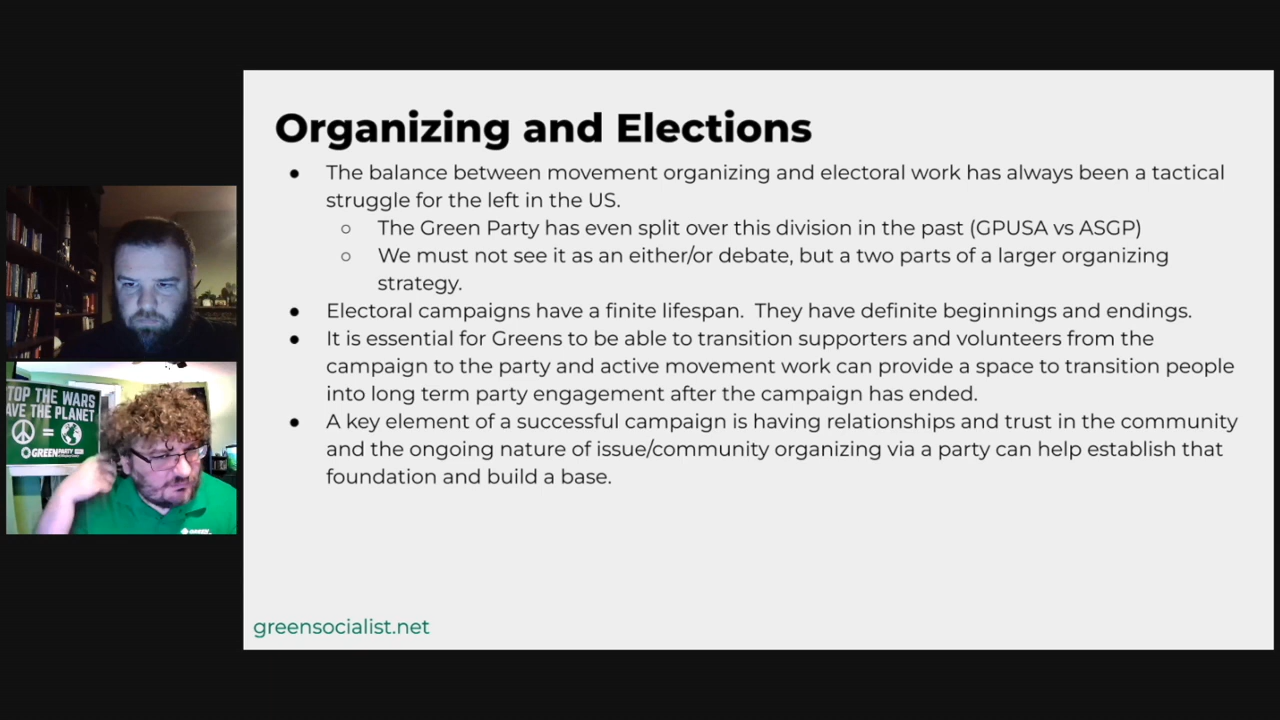 Organizing and Elections
● The balance between movement organizing and electoral work has always been a tactical
struggle for the left in the US.
○ The Green Party has even split over this division in the past (GPUSA vs ASGP)
○ We must not see it as an either/or debate, but a two parts of a larger organizing
strategy.
● Electoral campaigns have a finite lifespan.  They have definite beginnings and endings.
● It is essential for Greens to be able to transition supporters and volunteers from the
campaign to the party and active movement work can provide a space to transition people
into long term party engagement after the campaign has ended.
● A key element of a successful campaign is having relationships and trust in the community
and the ongoing nature of issue/community organizing via a party can help establish that
foundation and build a base.
greensocialist.net
TOP THE WARS
AVE THE PLANET
=
GREEN PARTY
GREEN